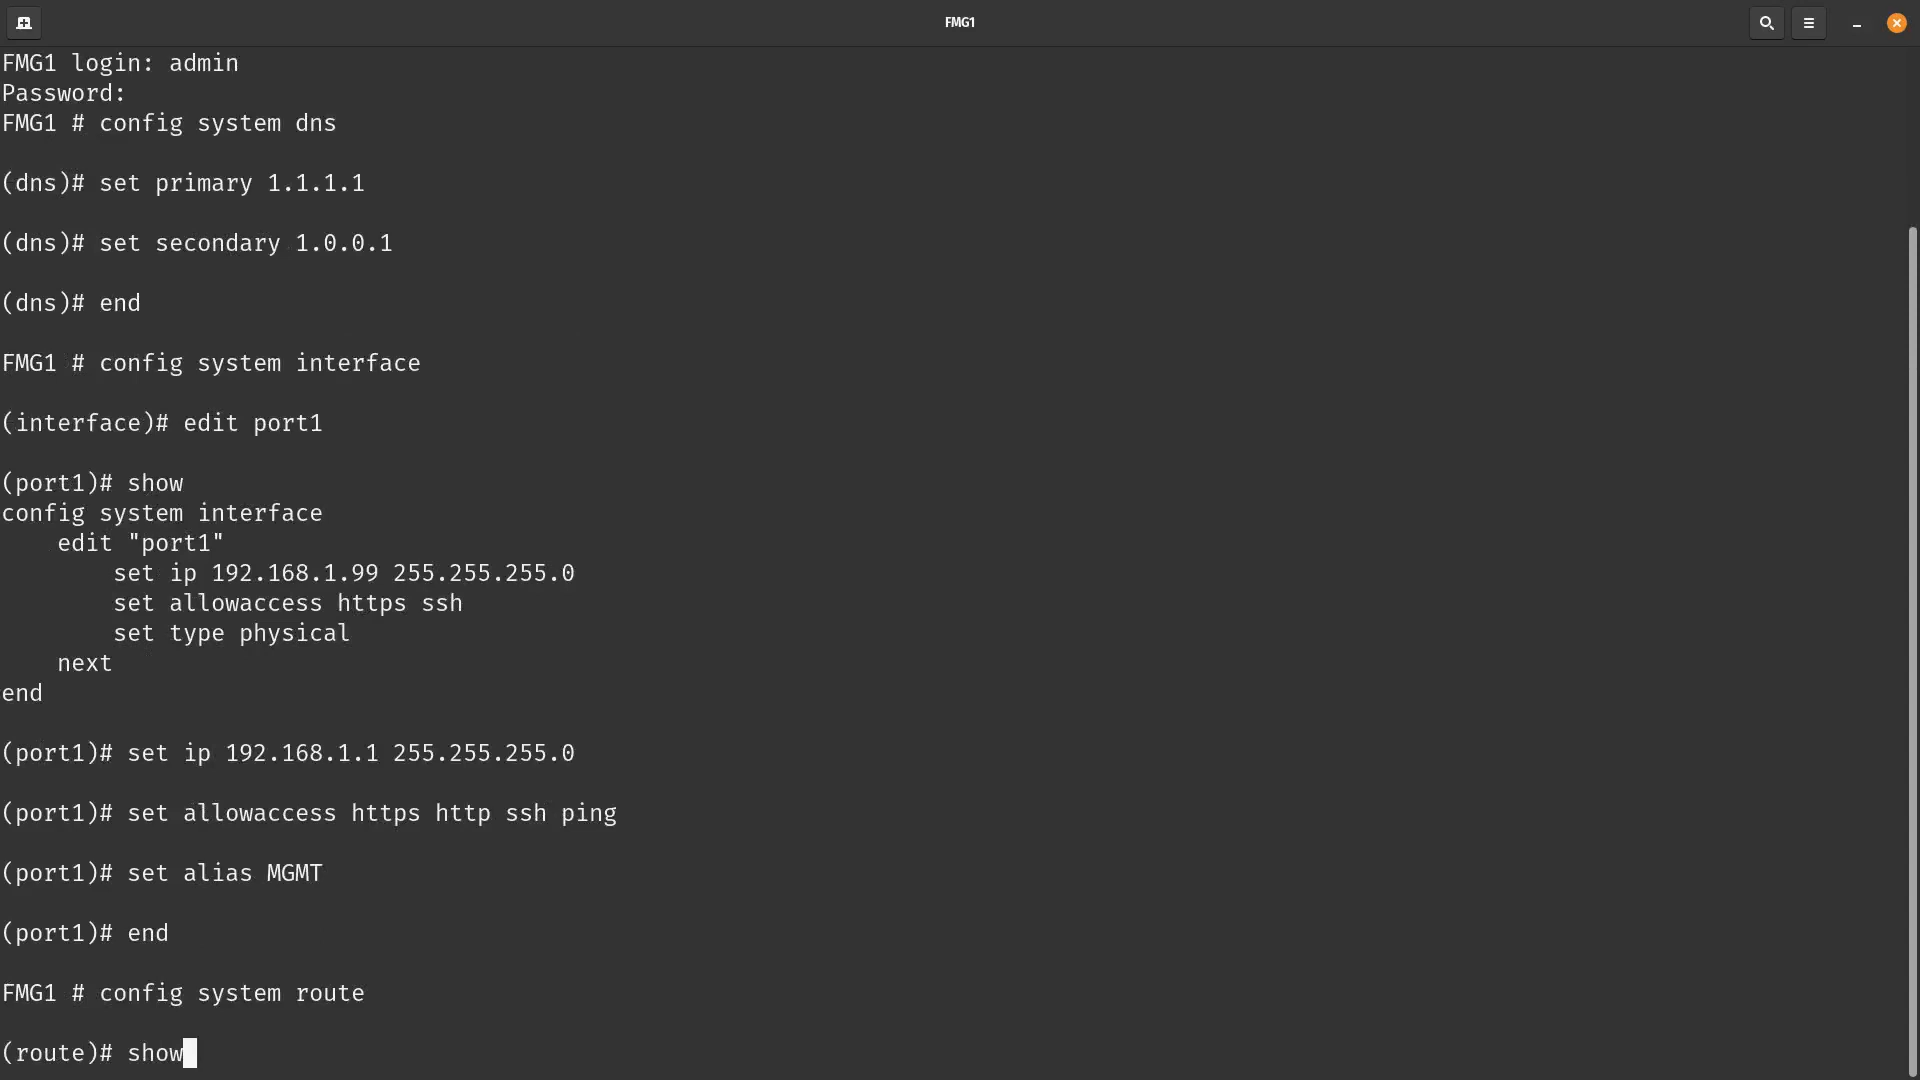 FMG1
FMG1 login: admin
Password:
FMG1 # config system dns
(dns)# set primary 1.1.1.1
(dns)# set secondary 1.0.0.1
(dns)# end
FMG1 # config system interface
(interface)# edit port1
(port1)# show
config system interface
    edit "port1"
        set ip 192.168.1.99 255.255.255.0
        set allowaccess https ssh
        set type physical
    next
end
(port1)# set ip 192.168.1.1 255.255.255.0
(port1)# set allowaccess https http ssh ping
(port1)# set alias MGMT
(port1)# end
FMG1 # config system route
(route)# show